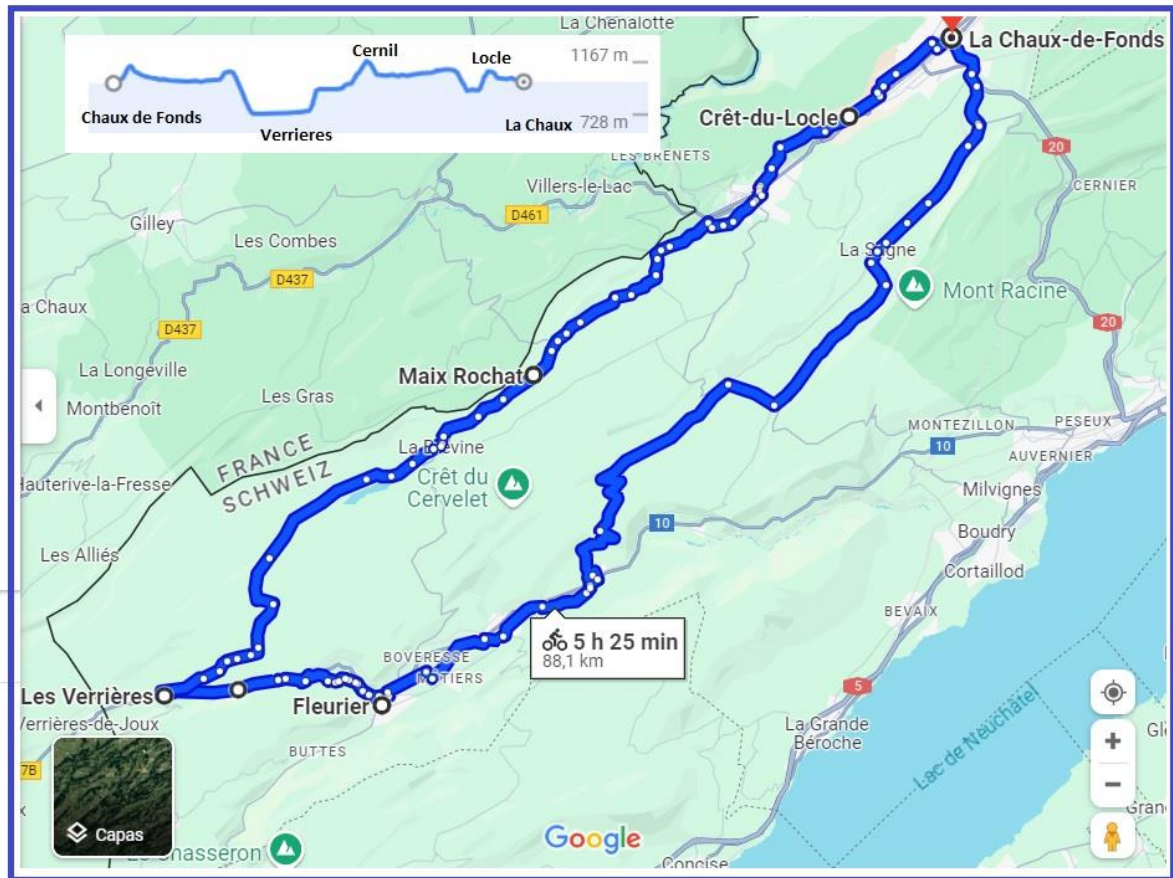 La Chenalotte
Cernil
Locle
1167 m
Chaux de Fonds
Verrieres
La Chaux
728 m
La Chaux-de-Fonds
Crêt-du-Locle
LES BRENETS
20
Villers-le-Lac
CERNIER
D461
Gilley
Les Combes
La Sagne
D437
Mont Racine
a Chaux
D437
20
La Longeville
Maix Rochat
Les Gras
Montbenoît
MONTEZILLON
PESEUX
10
AUVERNIER
FRANCE
SCHWEIZ
La Brévine
Crêt du
Cervelet
Hauterive-la-Fresse
Milvignes
10
Boudry
Les Alliés
Cortaillod
BEVAIX
5 h 25 min
88,1 km
BOVERESSE
MÔTIERS
Les Verrières
Fleurier
5
Verrières-de-Joux
La Grande
Béroche
Lac de Neuchâtel
BUTTES
7B
Capas
Google
Le Chasseron
Concise
Gran